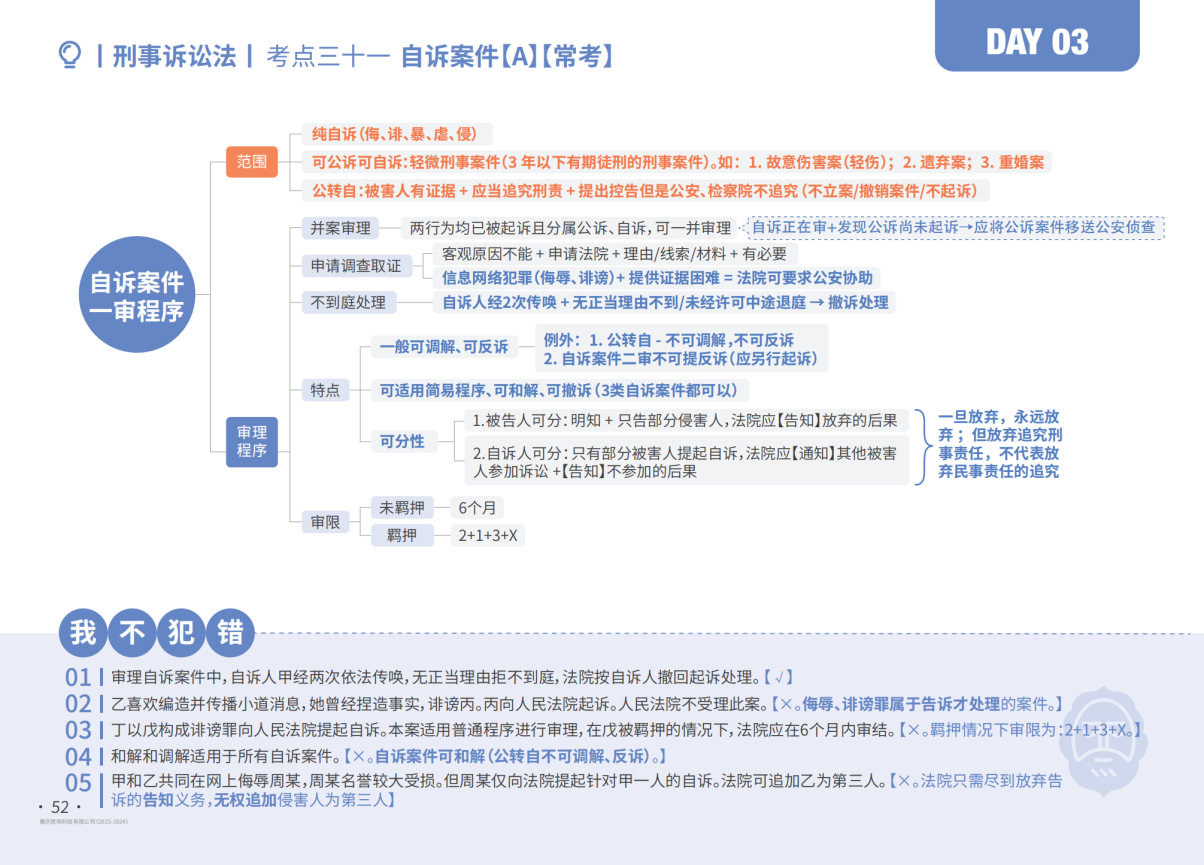 刑事诉讼法 | 考点三十一 自诉案件【A】【常考】
DAY 03
自诉案件
一审程序
范围
纯自诉(侮、诽、暴、虐、侵)
可公诉可自诉:轻微刑事案件(3 年以下有期徒刑的刑事案件)。如:1. 故意伤害案(轻伤);2. 遗弃案;3. 重婚案
公转自:被害人有证据 + 应当追究刑责 + 提出控告但是公安、检察院不追究(不立案/撤销案件/不起诉)
审理
程序
并案审理
两行为均已被起诉且分属公诉、自诉,可一并审理
自诉正在审+发现公诉尚未起诉→应将公诉案件移送公安侦查
申请调查取证
客观原因不能 + 申请法院 + 理由/线索/材料 + 有必要
信息网络犯罪(侮辱、诽谤)+ 提供证据困难 = 法院可要求公安协助
不到庭处理
自诉人经2次传唤 + 无正当理由不到/未经许可中途退庭 → 撤诉处理
特点
一般可调解、可反诉
例外:1. 公转自 - 不可调解,不可反诉
2. 自诉案件二审不可提反诉(应另行起诉)
可适用简易程序、可和解、可撤诉(3类自诉案件都可以)
可分性
1.被告人可分:明知 + 只告部分侵害人,法院应【告知】放弃的后果
2.自诉人可分:只有部分被害人提起自诉,法院应【通知】其他被害
人参加诉讼 +【告知】不参加的后果
一旦放弃,永远放
弃;但放弃追究刑
事责任,不代表放
弃民事责任的追究
审限
未羁押
6个月
羁押
2+1+3+X
我不犯错
01 审理自诉案件中,自诉人甲经两次依法传唤,无正当理由拒不到庭,法院按自诉人撤回起诉处理。【√】
02 乙喜欢编造并传播小道消息,她曾经捏造事实,诽谤丙。丙向人民法院起诉。人民法院不受理此案。【×。侮辱、诽谤罪属于告诉才处理的案件。】
03 丁以戊构成诽谤罪向人民法院提起自诉。本案适用普通程序进行审理,在戊被羁押的情况下,法院应在6个月内审结。【×。羁押情况下审限为:2+1+3+X。】
04 和解和调解适用于所有自诉案件。【×。自诉案件可和解(公转自不可调解、反诉)。】
05 甲和乙共同在网上侮辱周某,周某名誉较大受损。但周某仅向法院提起针对甲一人的自诉。法院可追加乙为第三人。【×。法院只需尽到放弃告
诉的告知义务,无权追加侵害人为第三人】
· 52 ·